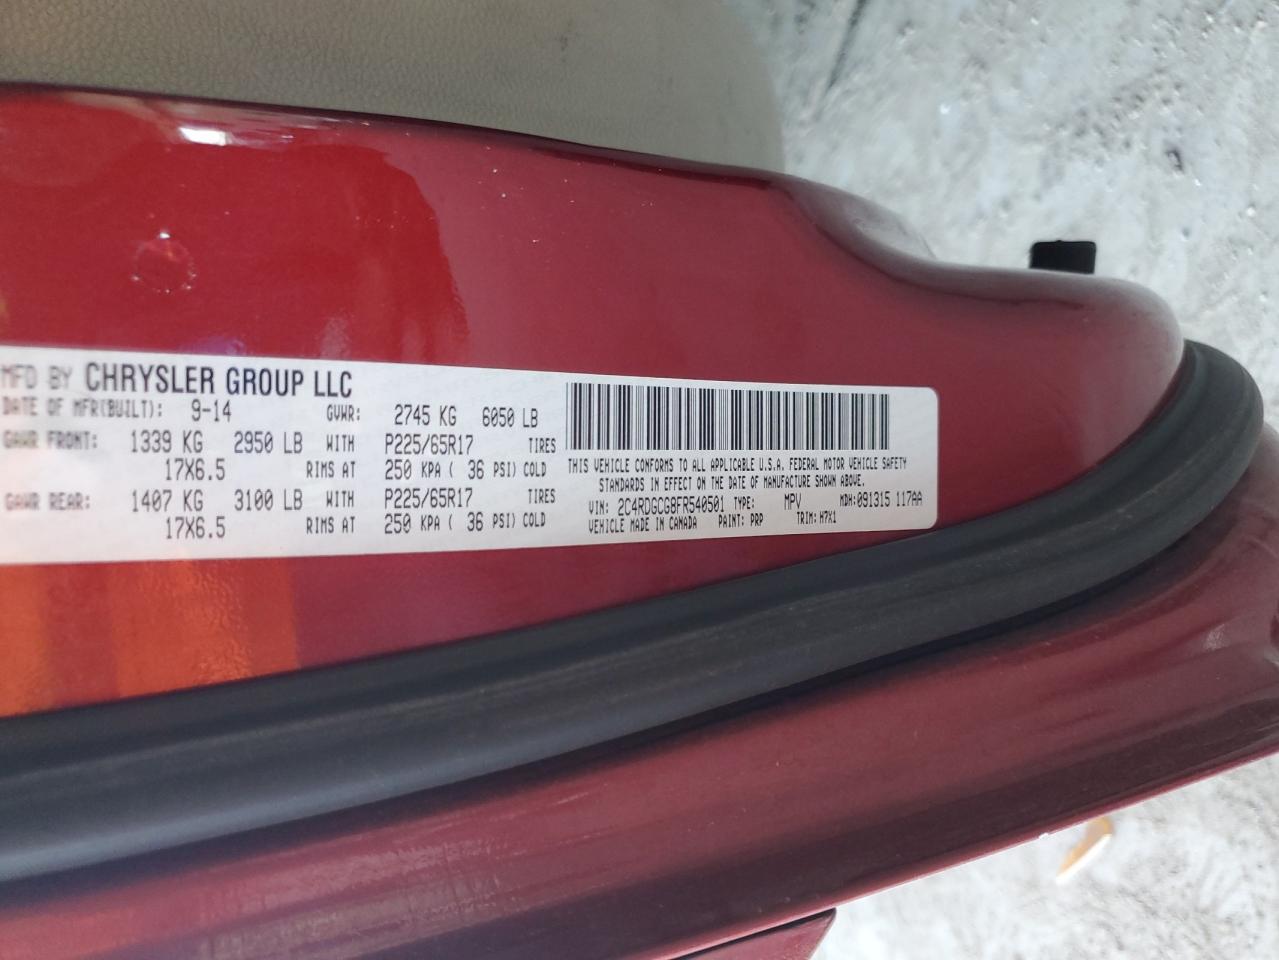 MFD BY CHRYSLER GROUP LLC
DATE OF MFR(BUILT): 9-14 GVWR: 2745 KG 6050 LB
GAWR FRONT: 1339 KG 2950 LB WITH P225/65R17 TIRES
17X6.5 RIMS AT 250 KPA ( 36 PSI) COLD
GAWR REAR: 1407 KG 3100 LB WITH P225/65R17 TIRES
17X6.5 RIMS AT 250 KPA ( 36 PSI) COLD
THIS VEHICLE CONFORMS TO ALL APPLICABLE U.S.A. FEDERAL MOTOR VEHICLE SAFETY
STANDARDS IN EFFECT ON THE DATE OF MANUFACTURE SHOWN ABOVE.
VIN: 2C4RDGCG8FR540501 TYPE: MPV MDH:091315 117AA
VEHICLE MADE IN CANADA PAINT: PRP TRIM: H7X1